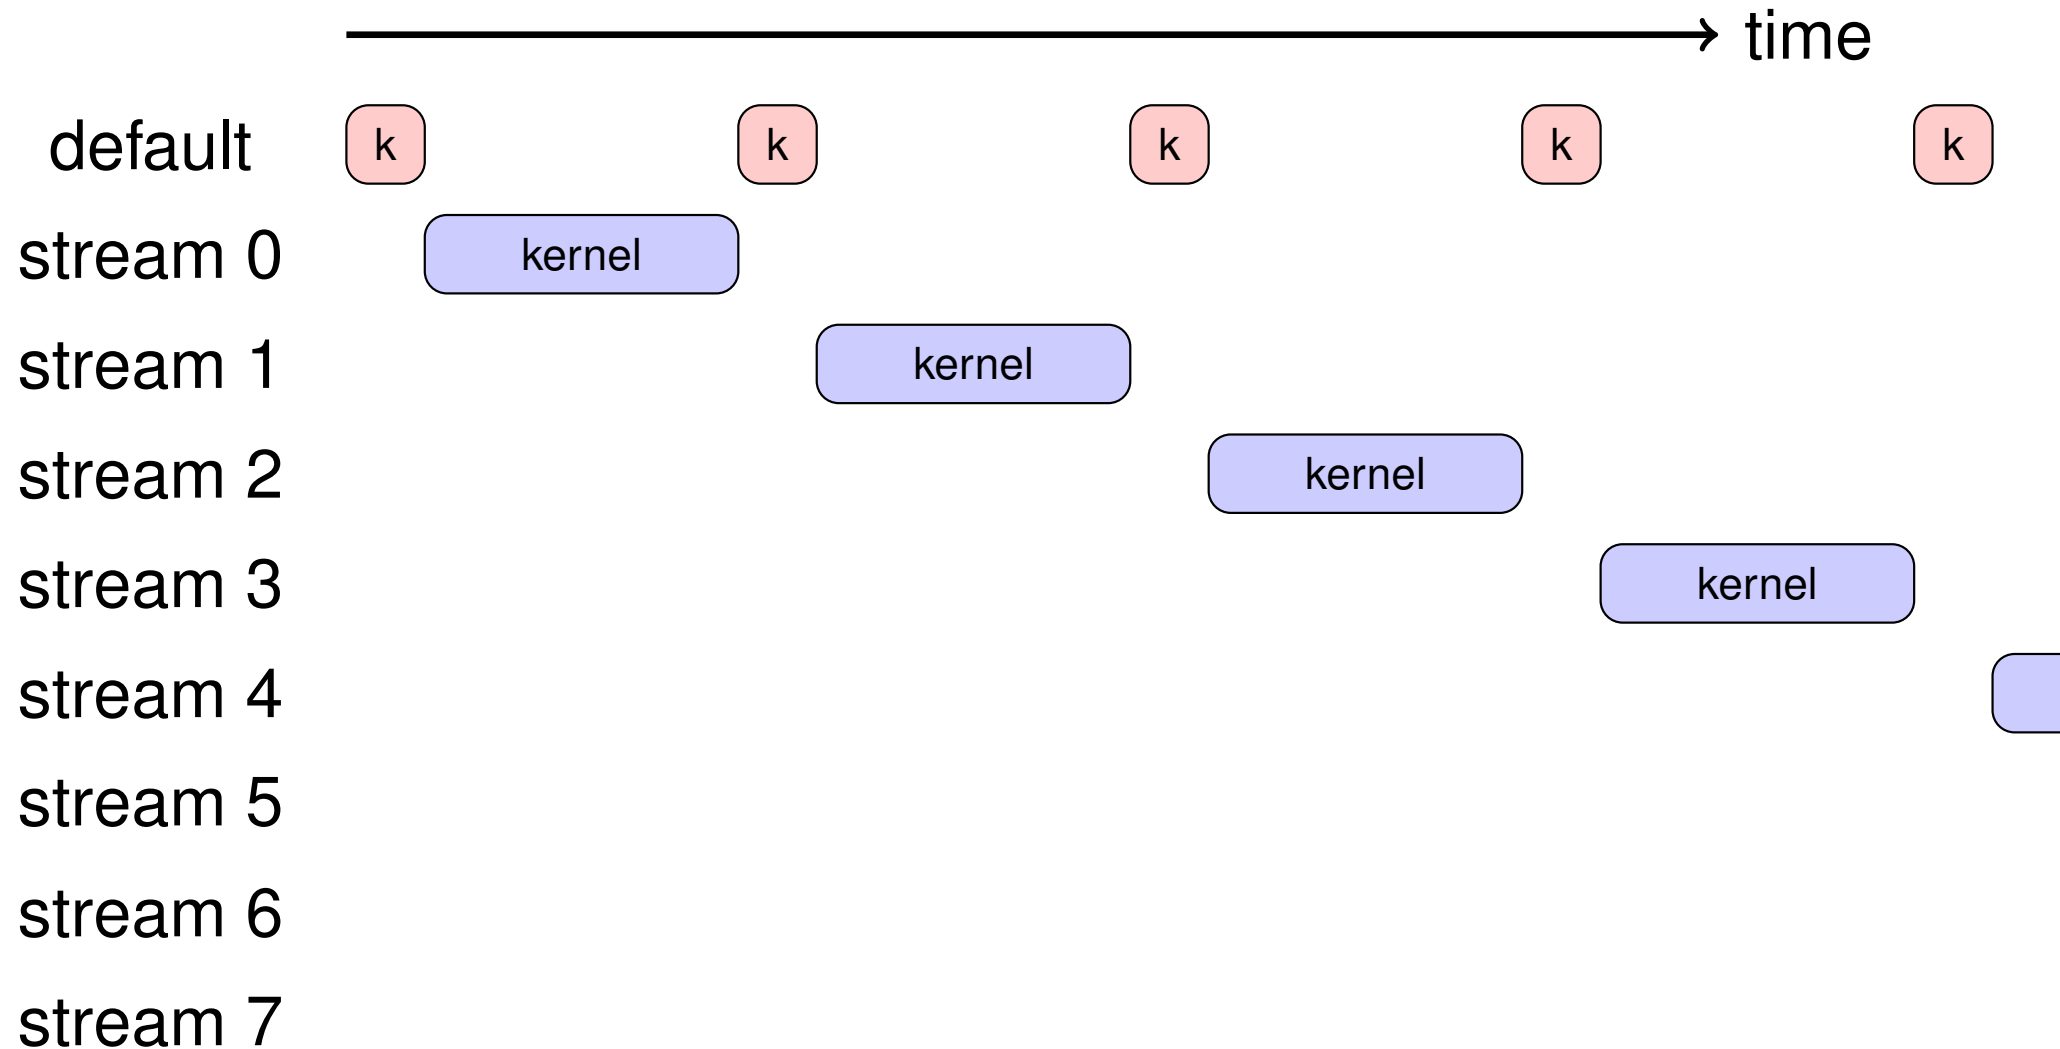 time
default k k k k k
stream 0 kernel
stream 1 kernel
stream 2 kernel
stream 3 kernel
stream 4
stream 5
stream 6
stream 7